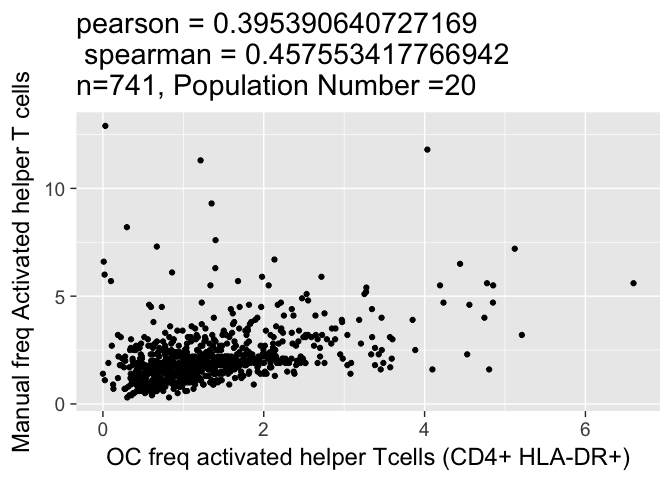 pearson = 0.395390640727169
spearman = 0.457553417766942
n=741, Population Number =20
Manual freq Activated helper T cells
10
5
0
0 2 4 6
OC freq activated helper Tcells (CD4+ HLA-DR+)